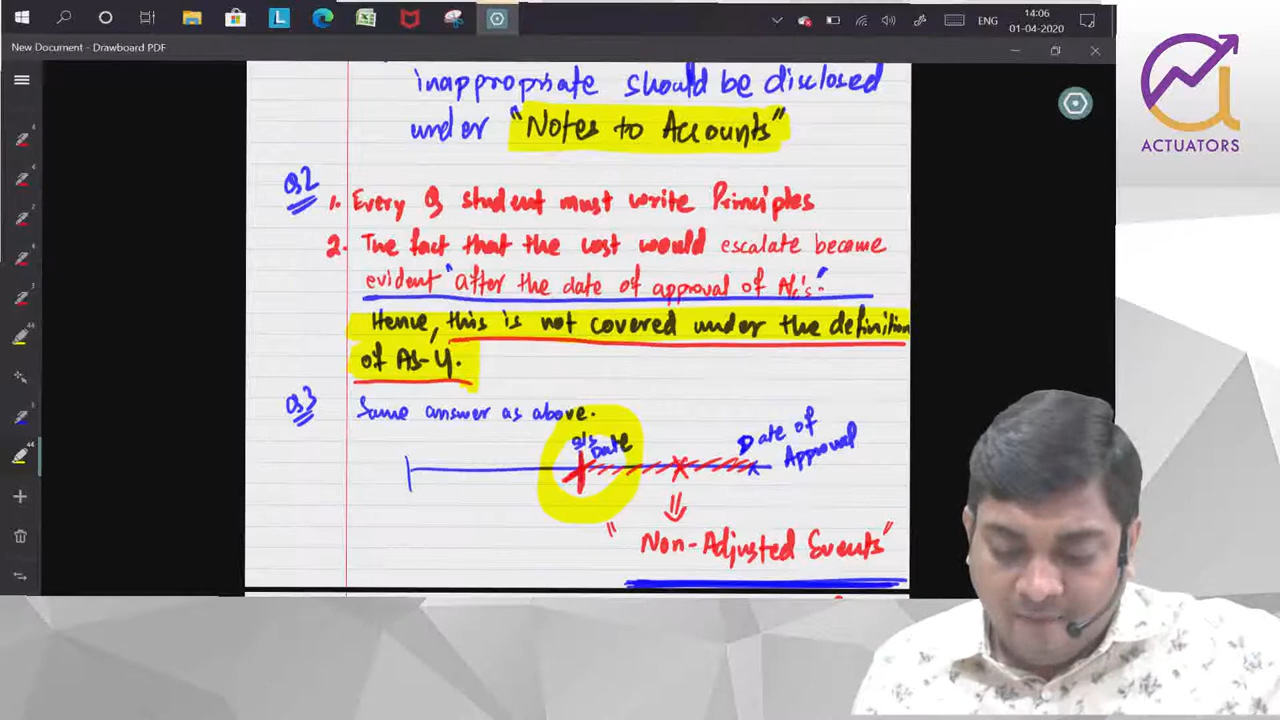 14:06
ENG
01-04-2020
New Document - Drawboard PDF
ACTUATORS
inappropriate should be disclosed
under "Notes to Accounts"
Q2
1. Every Q student must write Principles
2. The fact that the cost would escalate became
evident "after the date of approval of A/c's."
Hence, this is not covered under the definition
of AS-4.
Q3 Same answer as above.
B/S Date
Date of
Approval
"Non-Adjusted Events"